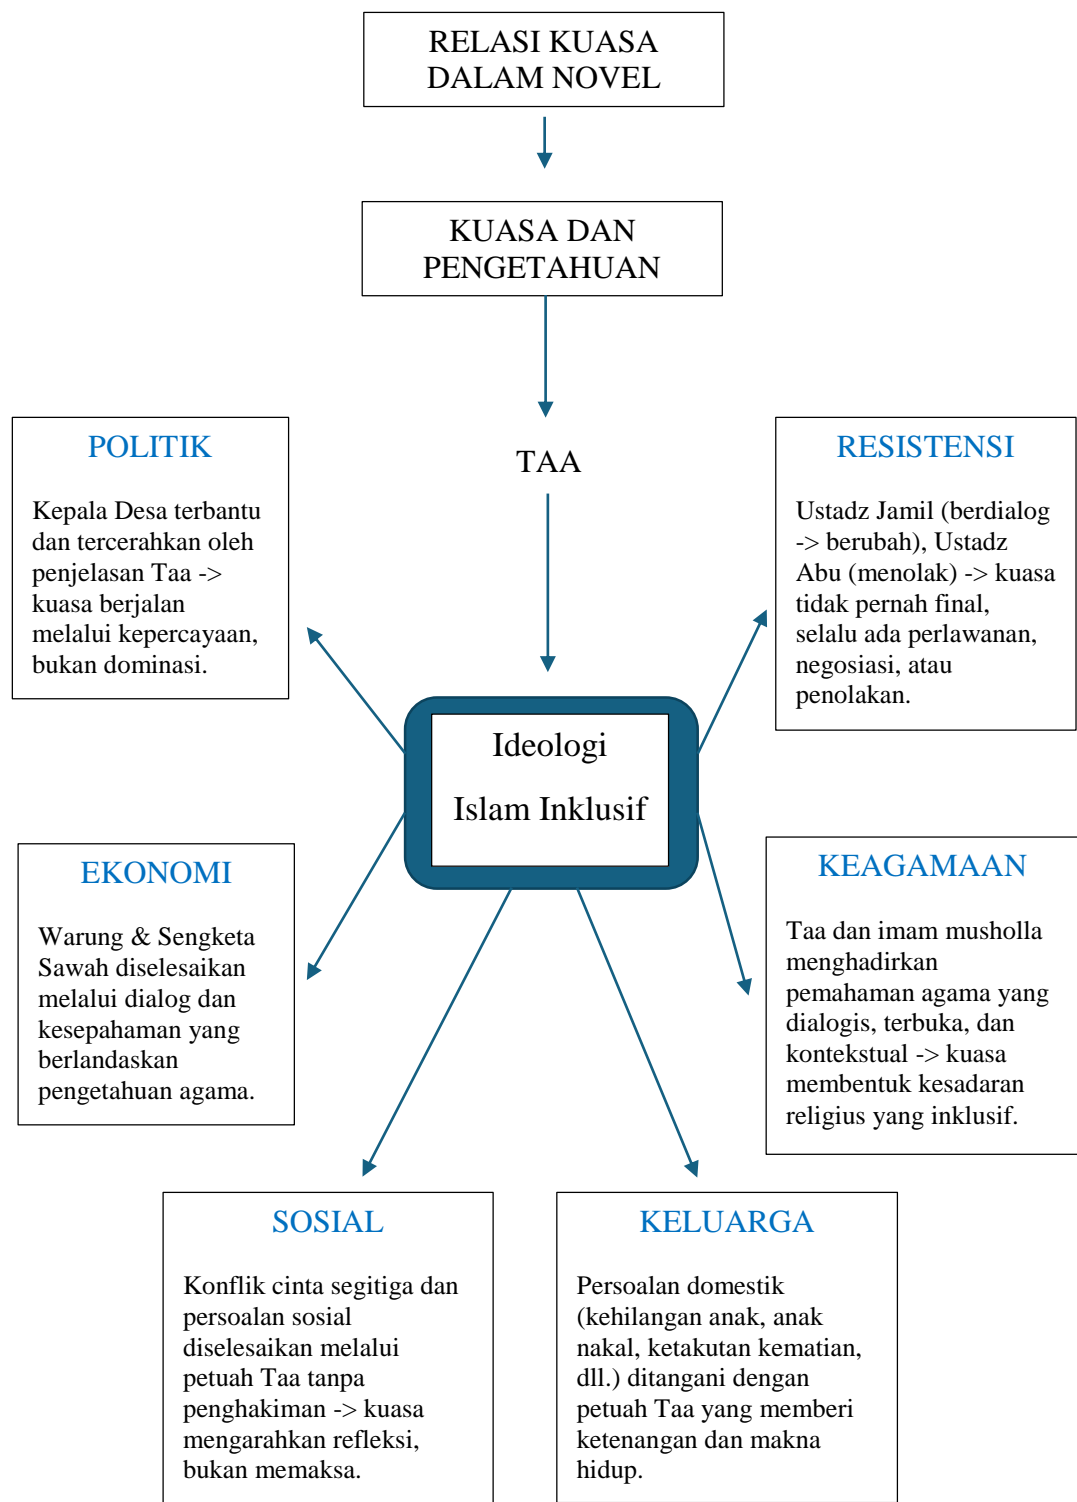 RELASI KUASA
DALAM NOVEL
KUASA DAN
PENGETAHUAN
TAA
POLITIK
Kepala Desa terbantu
dan tercerahkan oleh
penjelasan Taa ->
kuasa berjalan
melalui kepercayaan,
bukan dominasi.
RESISTENSI
Ustadz Jamil (berdialog
-> berubah), Ustadz
Abu (menolak) -> kuasa
tidak pernah final,
selalu ada perlawanan,
negosiasi, atau
penolakan.
Ideologi
Islam Inklusif
EKONOMI
Warung & Sengketa
Sawah diselesaikan
melalui dialog dan
kesepahaman yang
berlandaskan
pengetahuan agama.
KEAGAMAAN
Taa dan imam musholla
menghadirkan
pemahaman agama yang
dialogis, terbuka, dan
kontekstual -> kuasa
membentuk kesadaran
religius yang inklusif.
SOSIAL
Konflik cinta segitiga dan
persoalan sosial
diselesaikan melalui
petuah Taa tanpa
penghakiman -> kuasa
mengarahkan refleksi,
bukan memaksa.
KELUARGA
Persoalan domestik
(kehilangan anak, anak
nakal, ketakutan kematian,
dll.) ditangani dengan
petuah Taa yang memberi
ketenangan dan makna
hidup.